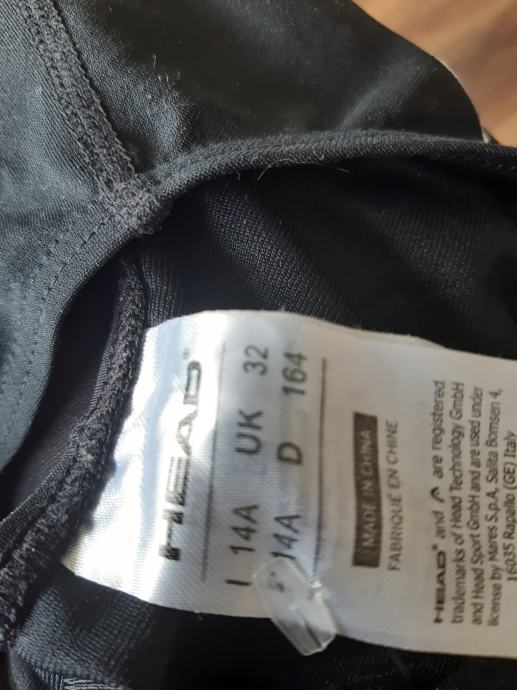 HEAD®
I 14A UK 32
14A D 164
MADE IN CHINA
FABRIQUÉ EN CHINE
HEAD® and are registered
trademarks of Head Technology GmbH
and Head Sport GmbH and are used under
license by Mares S.p.A, Salita Bonsen 4,
16035 Rapallo (GE) Italy